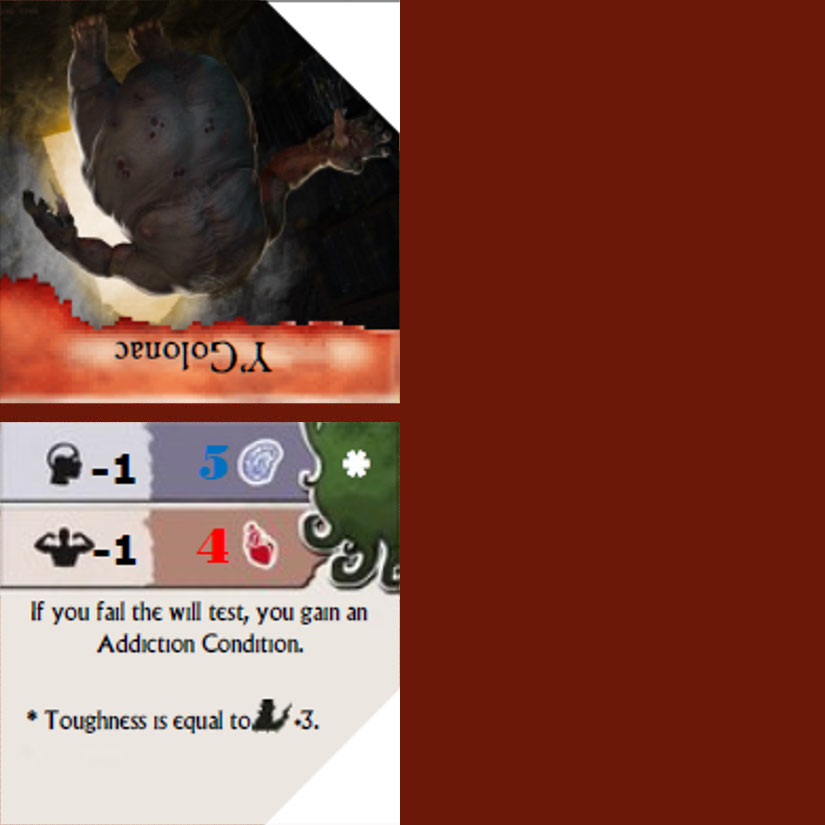 Y'Golonac
-1 5 *
-1 4
If you fail the will test, you gain an
Addiction Condition.
* Toughness is equal to +3.